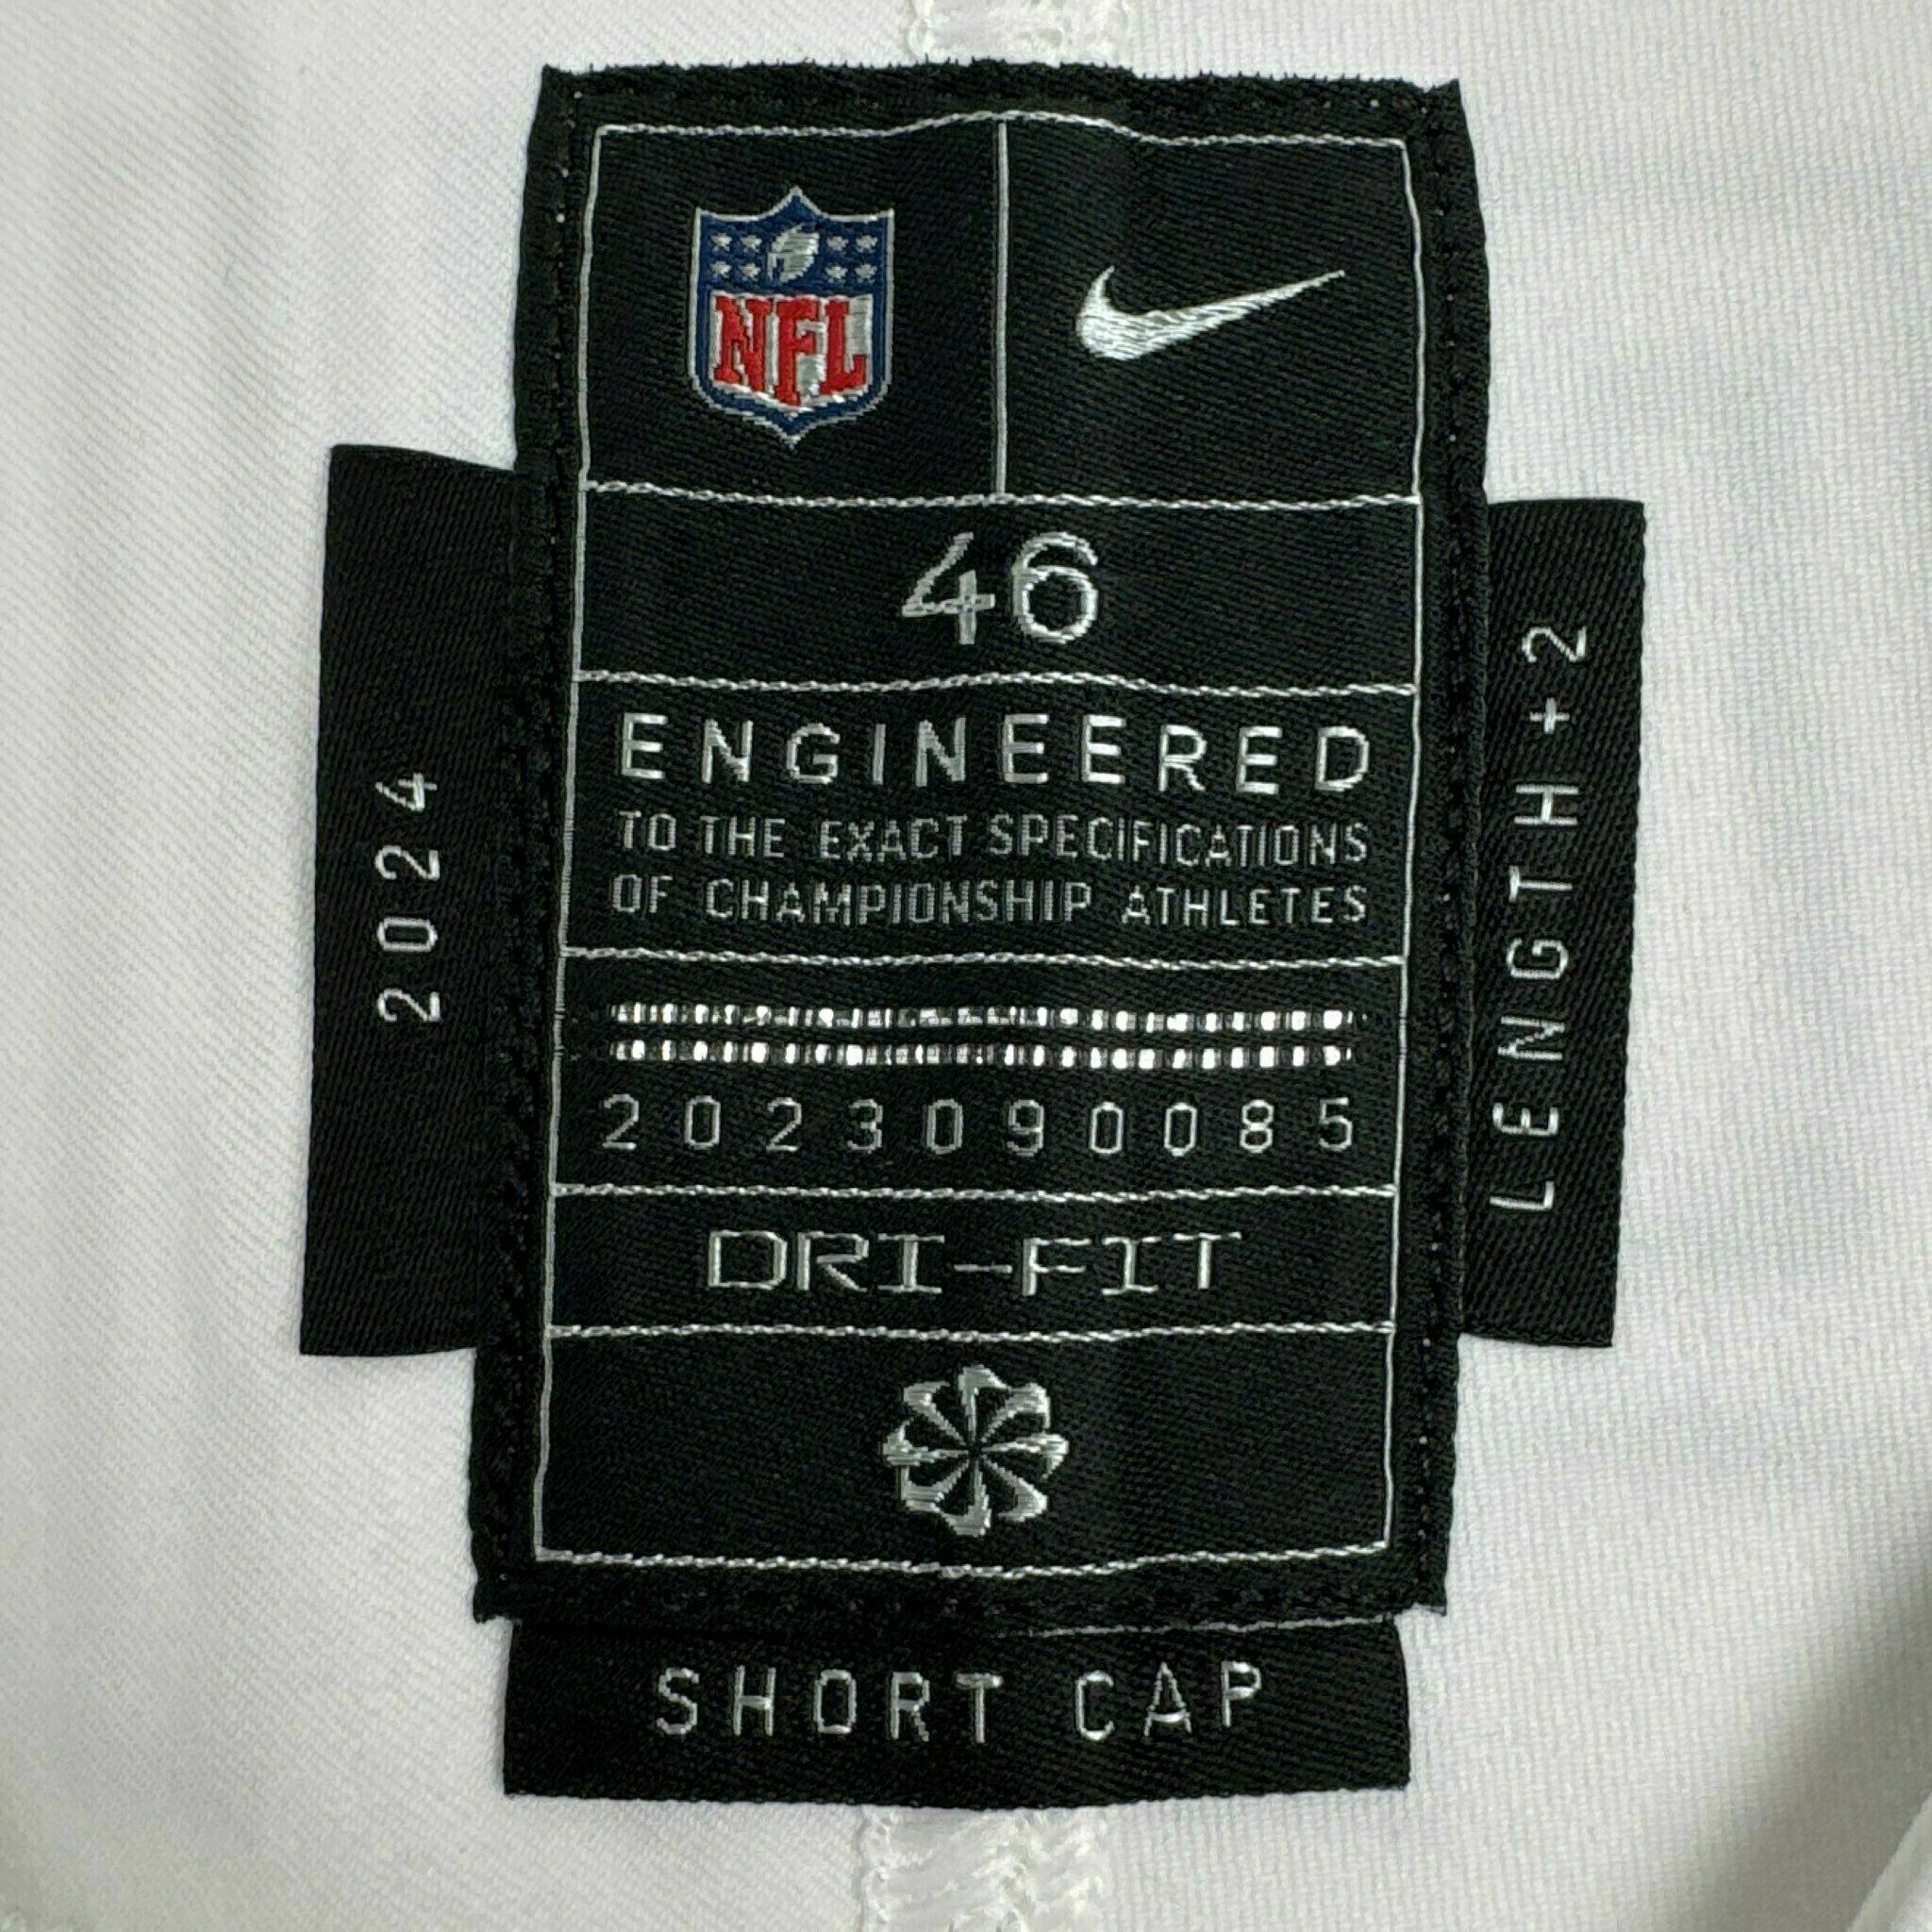 NFL
46
ENGINEERED
TO THE EXACT SPECIFICATIONS
OF CHAMPIONSHIP ATHLETES
2023090085
DRI-FIT
2024
LENGTH+2
SHORT CAP